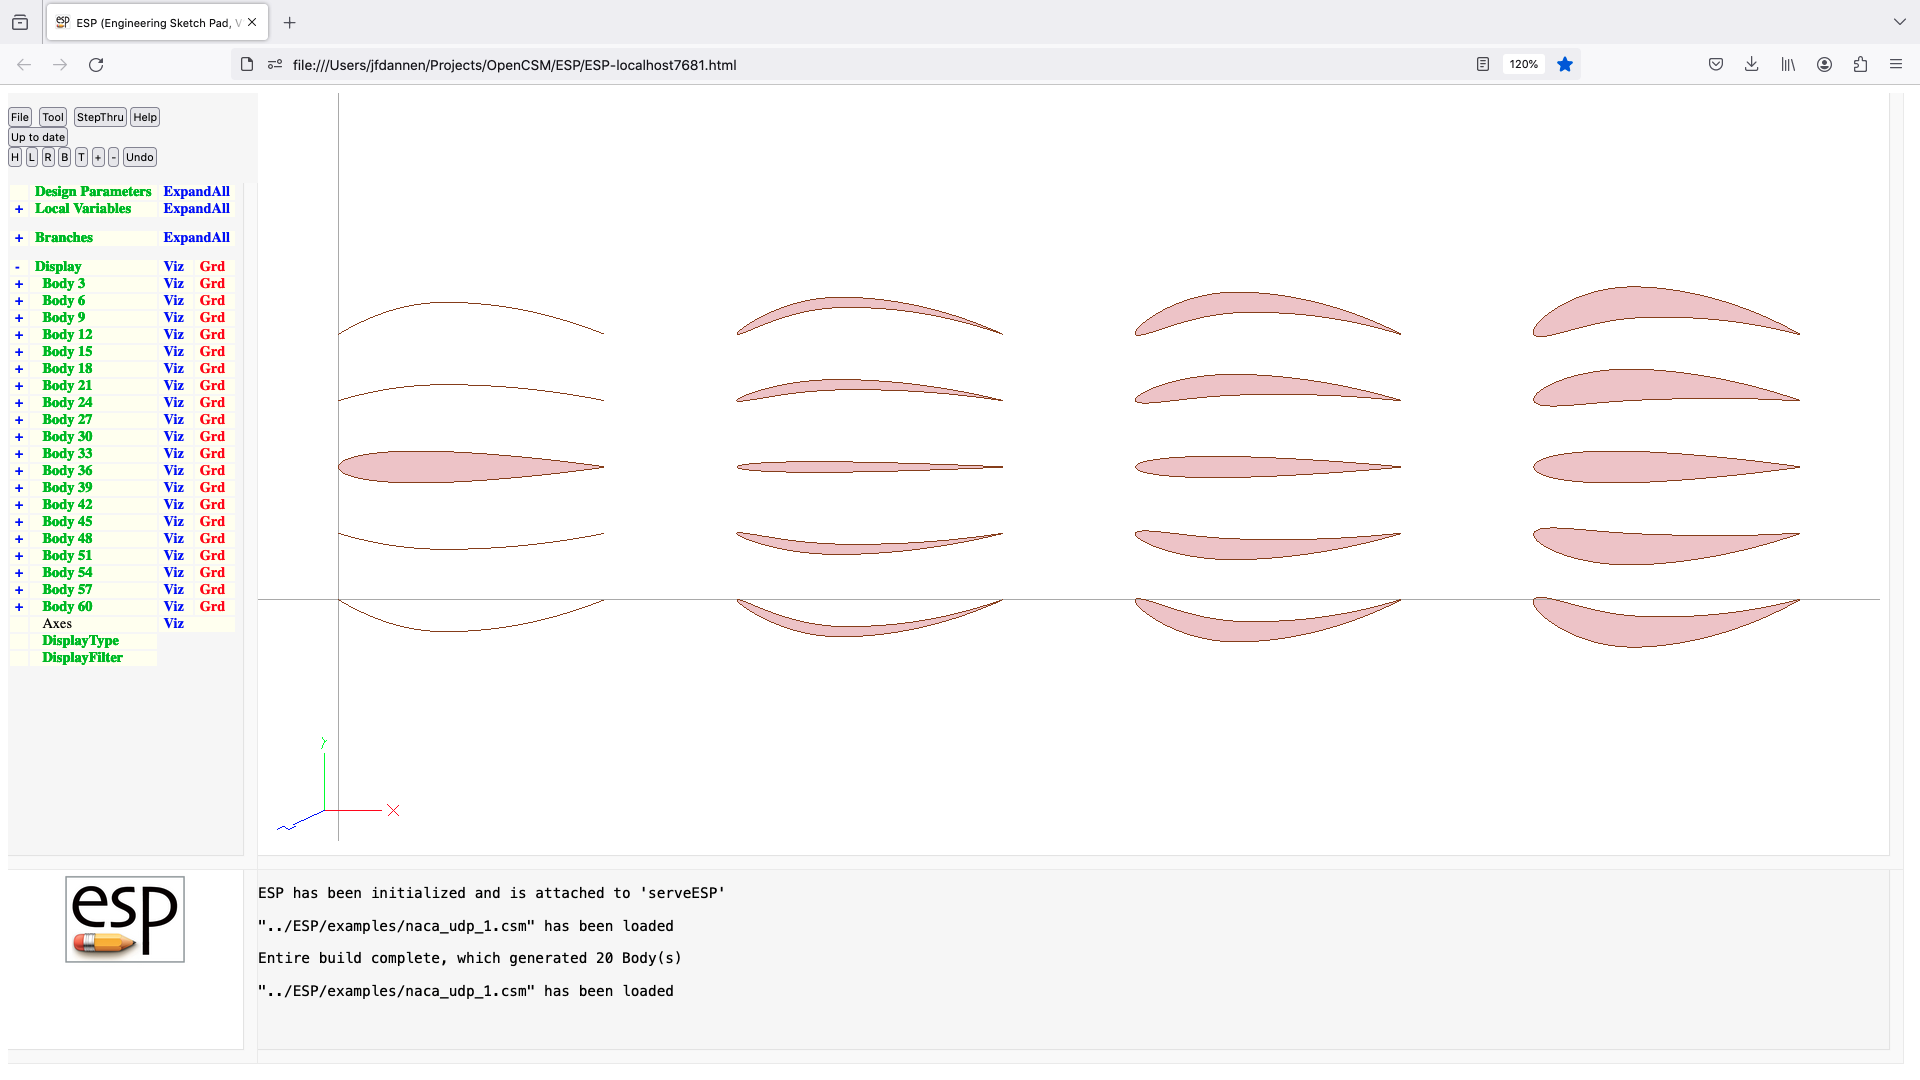 ESP (Engineering Sketch Pad, V
file:///Users/jfdannen/Projects/OpenCSM/ESP/ESP-localhost7681.html
120%
File Tool StepThru Help
Up to date
H L R B T + - Undo
Design Parameters ExpandAll
+ Local Variables ExpandAll
+ Branches ExpandAll
- Display Viz Grd
+ Body 3 Viz Grd
+ Body 6 Viz Grd
+ Body 9 Viz Grd
+ Body 12 Viz Grd
+ Body 15 Viz Grd
+ Body 18 Viz Grd
+ Body 21 Viz Grd
+ Body 24 Viz Grd
+ Body 27 Viz Grd
+ Body 30 Viz Grd
+ Body 33 Viz Grd
+ Body 36 Viz Grd
+ Body 39 Viz Grd
+ Body 42 Viz Grd
+ Body 45 Viz Grd
+ Body 48 Viz Grd
+ Body 51 Viz Grd
+ Body 54 Viz Grd
+ Body 57 Viz Grd
+ Body 60 Viz Grd
Axes Viz
DisplayType
DisplayFilter
Y
X
Z
esp
ESP has been initialized and is attached to 'serveESP'
"../ESP/examples/naca_udp_1.csm" has been loaded
Entire build complete, which generated 20 Body(s)
"../ESP/examples/naca_udp_1.csm" has been loaded